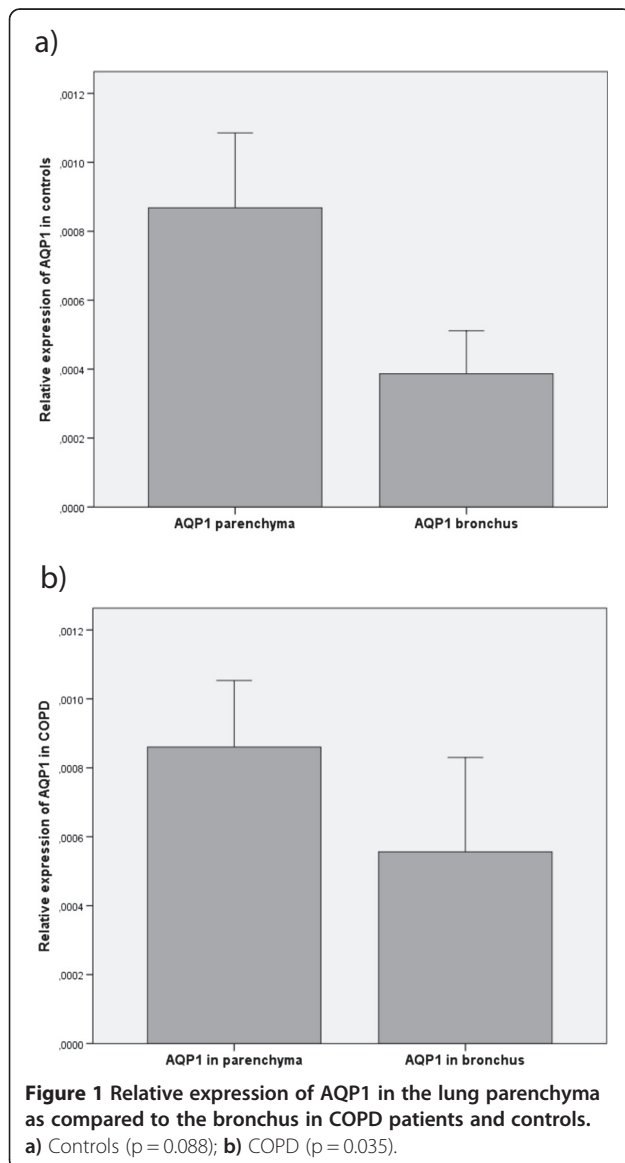 a)
Relative expression of AQP1 in controls
,0012
,0010
,0008
,0006
,0004
,0002
,0000
AQP1 parenchyma AQP1 bronchus
b)
Relative expression of AQP1 in COPD
,0012
,0010
,0008
,0006
,0004
,0002
,0000
AQP1 in parenchyma AQP1 in bronchus
Figure 1 Relative expression of AQP1 in the lung parenchyma
as compared to the bronchus in COPD patients and controls.
a) Controls (p = 0.088); b) COPD (p = 0.035).